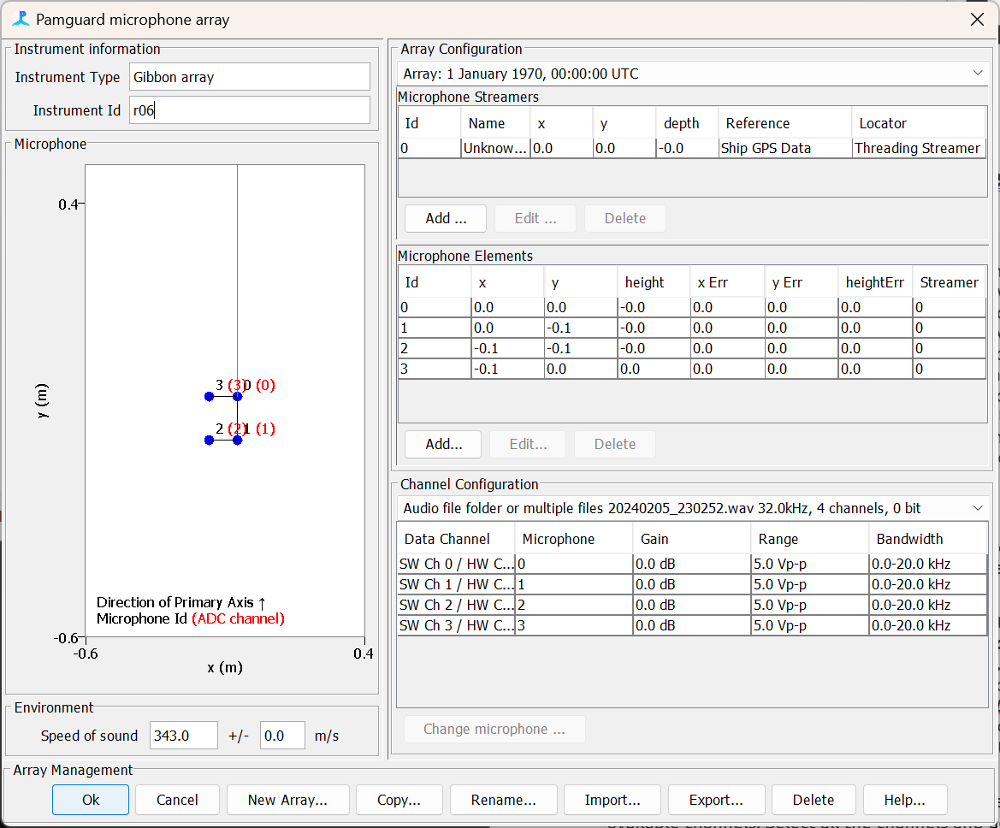 Pamguard microphone array
Instrument information
Instrument Type Gibbon array
Instrument Id r06
Microphone
0.4
3 (3) 0 (0)
2 (2) 1 (1)
y (m)
Direction of Primary Axis ↑
Microphone Id (ADC channel)
-0.6
-0.6 0.4
x (m)
Environment
Speed of sound 343.0 +/- 0.0 m/s
Array Configuration
Array: 1 January 1970, 00:00:00 UTC
Microphone Streamers
Id Name x y depth Reference Locator
0 Unknow... 0.0 0.0 -0.0 Ship GPS Data Threading Streamer
Add ... Edit ... Delete
Microphone Elements
Id x y height x Err y Err heightErr Streamer
0 0.0 0.0 -0.0 0.0 0.0 0.0 0
1 0.0 -0.1 -0.0 0.0 0.0 0.0 0
2 -0.1 -0.1 -0.0 0.0 0.0 0.0 0
3 -0.1 0.0 0.0 0.0 0.0 0.0 0
Add... Edit... Delete
Channel Configuration
Audio file folder or multiple files 20240205_230252.wav 32.0kHz, 4 channels, 0 bit
Data Channel Microphone Gain Range Bandwidth
SW Ch 0 / HW C... 0 0.0 dB 5.0 Vp-p 0.0-20.0 kHz
SW Ch 1 / HW C... 1 0.0 dB 5.0 Vp-p 0.0-20.0 kHz
SW Ch 2 / HW C... 2 0.0 dB 5.0 Vp-p 0.0-20.0 kHz
SW Ch 3 / HW C... 3 0.0 dB 5.0 Vp-p 0.0-20.0 kHz
Change microphone ...
Array Management
Ok Cancel New Array... Copy... Rename... Import... Export... Delete Help...